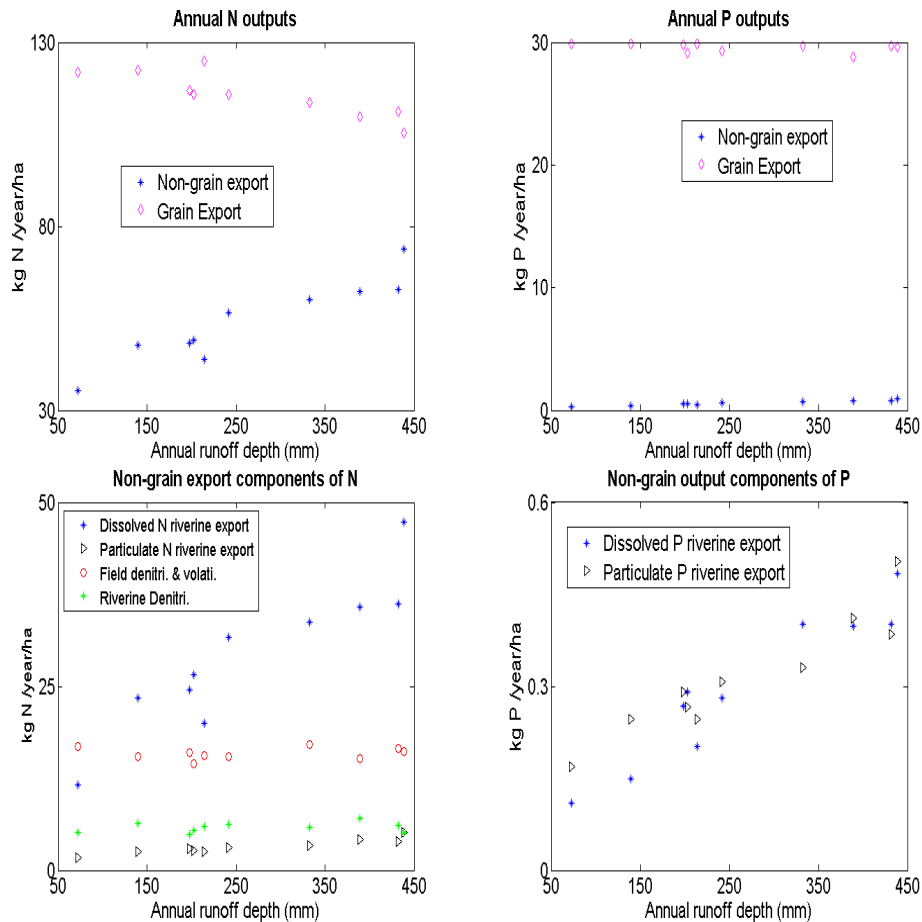 Annual N outputs
130
80
30
kg N /year/ha
Non-grain export
Grain Export
50
150
250
350
450
Annual runoff depth (mm)
Annual P outputs
30
20
10
0
kg P /year/ha
Non-grain export
Grain Export
50
150
250
350
450
Annual runoff depth (mm)
Non-grain export components of N
50
25
0
kg N /year/ha
Dissolved N riverine export
Particulate N riverine export
Field denitri. & volati.
Riverine Denitri.
50
150
250
350
450
Annual runoff depth (mm)
Non-grain output components of P
0.6
0.3
0
kg P /year/ha
Dissolved P riverine export
Particulate P riverine export
50
150
250
350
450
Annual runoff depth (mm)